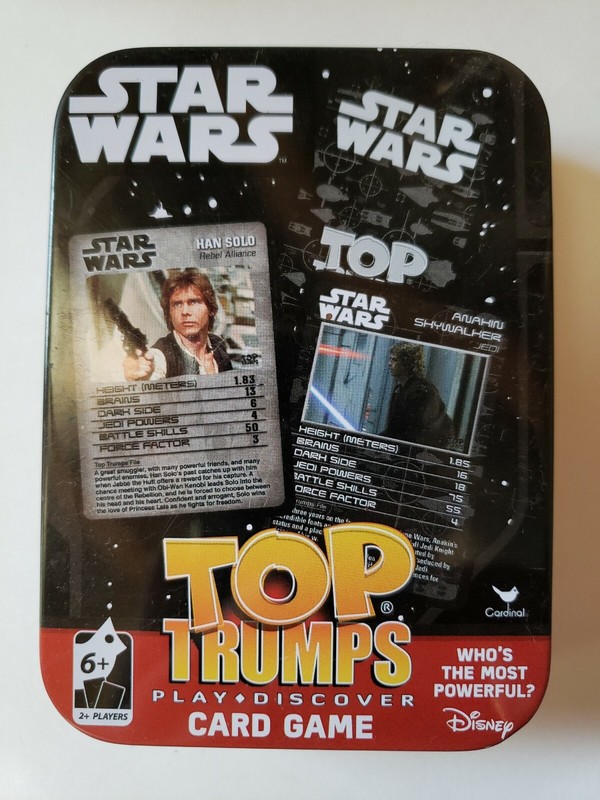 STAR
WARS
TM
STAR
WARS
TOP
STAR
WARS
HAN SOLO
Rebel Alliance
HEIGHT (METERS) 1.83
BRAINS 13
DARK SIDE 6
JEDI POWERS 4
BATTLE SKILLS 50
FORCE FACTOR 3
Top Trumps File
A great smuggler, with many powerful friends, and many
powerful enemies, Han Solo's past catches up with him
when Jabba the Hutt offers a reward for his capture. A
chance meeting with Obi-Wan Kenobi leads Solo into the
centre of the Rebellion, and he is forced to choose between
his head and his heart. Confident and arrogant, Solo wins
the love of Princess Leia as he fights for freedom.
STAR
WARS
ANAKIN
SKYWALKER
JEDI
HEIGHT (METERS) 1.85
BRAINS 16
DARK SIDE 18
JEDI POWERS 75
BATTLE SKILLS 55
FORCE FACTOR 4
TOP
TRUMPS
®
PLAY DISCOVER
CARD GAME
6+
2+ PLAYERS
Cardinal
WHO'S
THE MOST
POWERFUL?
Disney